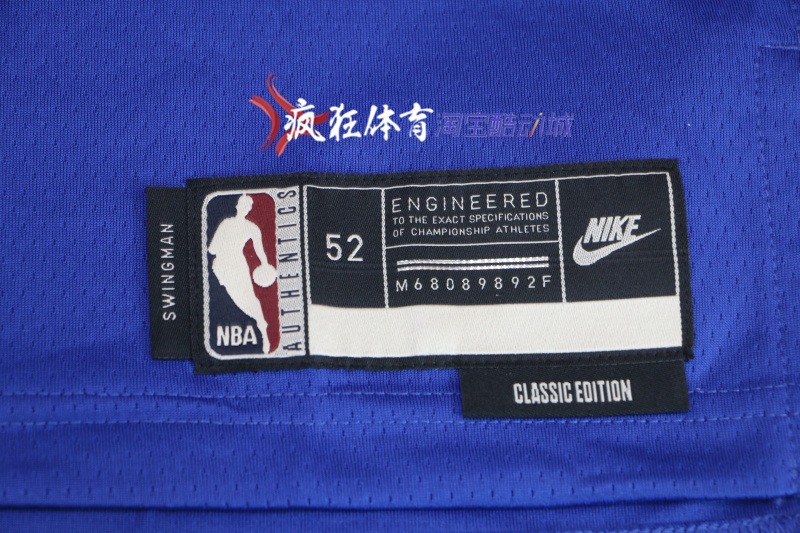 疯狂体育淘宝酷动城
SWINGMAN
NBA
AUTHENTICS
52
ENGINEERED
TO THE EXACT SPECIFICATIONS
OF CHAMPIONSHIP ATHLETES
M68089892F
NIKE
CLASSIC EDITION